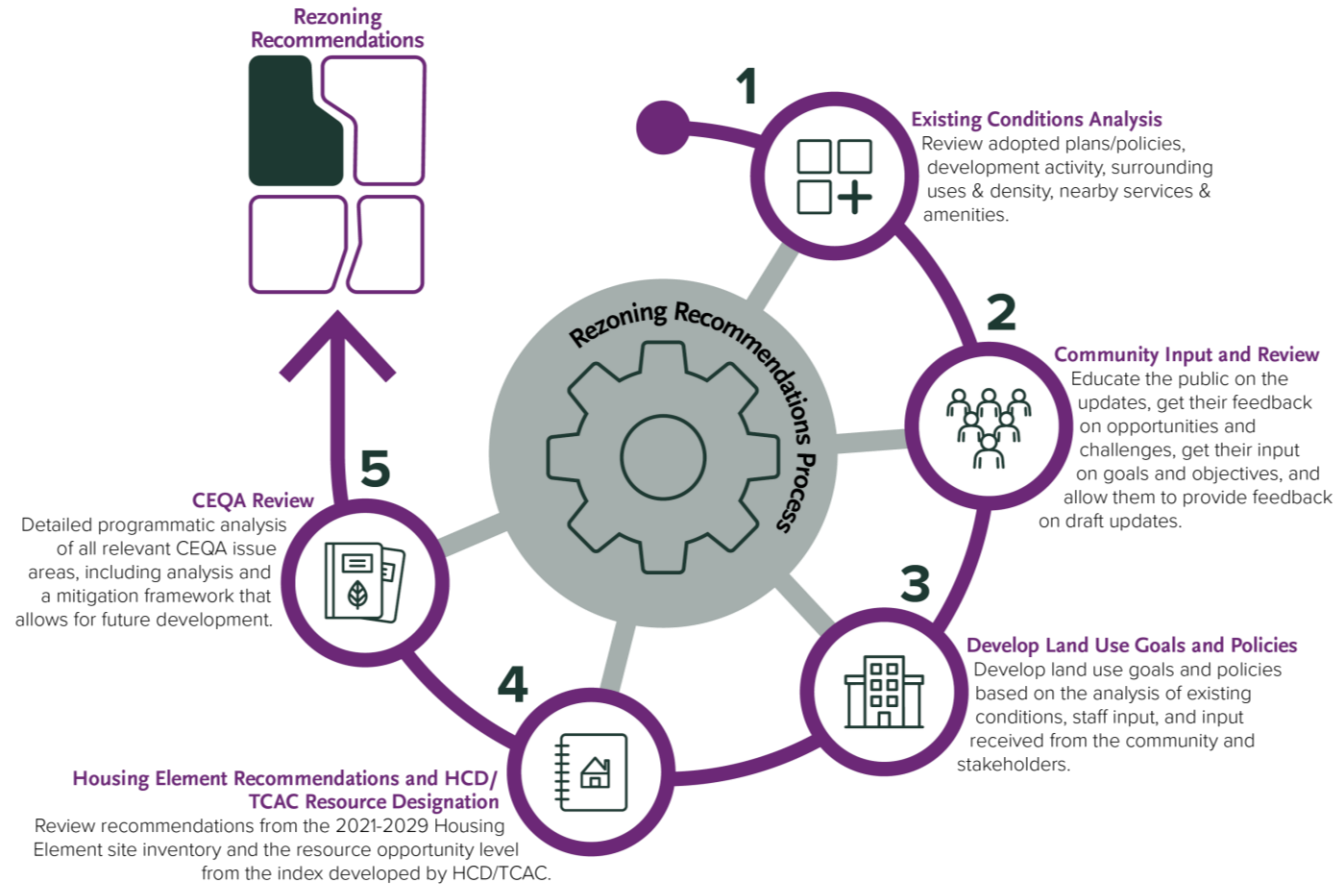 Rezoning
Recommendations
1
Existing Conditions Analysis
Review adopted plans/policies,
development activity, surrounding
uses & density, nearby services &
amenities.
Rezoning Recommendations Process
2
Community Input and Review
Educate the public on the
updates, get their feedback
on opportunities and
challenges, get their input
on goals and objectives, and
allow them to provide feedback
on draft updates.
3
Develop Land Use Goals and Policies
Develop land use goals and policies
based on the analysis of existing
conditions, staff input, and input
received from the community and
stakeholders.
4
Housing Element Recommendations and HCD/
TCAC Resource Designation
Review recommendations from the 2021-2029 Housing
Element site inventory and the resource opportunity level
from the index developed by HCD/TCAC.
5
CEQA Review
Detailed programmatic analysis
of all relevant CEQA issue
areas, including analysis and
a mitigation framework that
allows for future development.